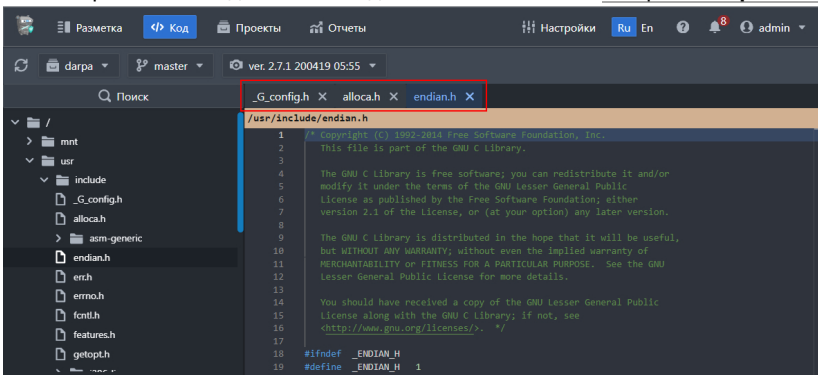 Разметка </> Код Проекты Отчеты Настройки Ru En 8 admin
darpa master ver. 2.7.1 200419 05:55
Поиск
_G_config.h × alloca.h × endian.h ×
/usr/include/endian.h
/
mnt
usr
include
_G_config.h
alloca.h
asm-generic
endian.h
err.h
errno.h
fcntl.h
features.h
getopt.h
1 /* Copyright (C) 1992-2014 Free Software Foundation, Inc.
2 This file is part of the GNU C Library.
3
4 The GNU C Library is free software; you can redistribute it and/or
5 modify it under the terms of the GNU Lesser General Public
6 License as published by the Free Software Foundation; either
7 version 2.1 of the License, or (at your option) any later version.
8
9 The GNU C Library is distributed in the hope that it will be useful,
10 but WITHOUT ANY WARRANTY; without even the implied warranty of
11 MERCHANTABILITY or FITNESS FOR A PARTICULAR PURPOSE. See the GNU
12 Lesser General Public License for more details.
13
14 You should have received a copy of the GNU Lesser General Public
15 License along with the GNU C Library; if not, see
16 <http://www.gnu.org/licenses/>. */
17
18 #ifndef _ENDIAN_H
19 #define _ENDIAN_H 1